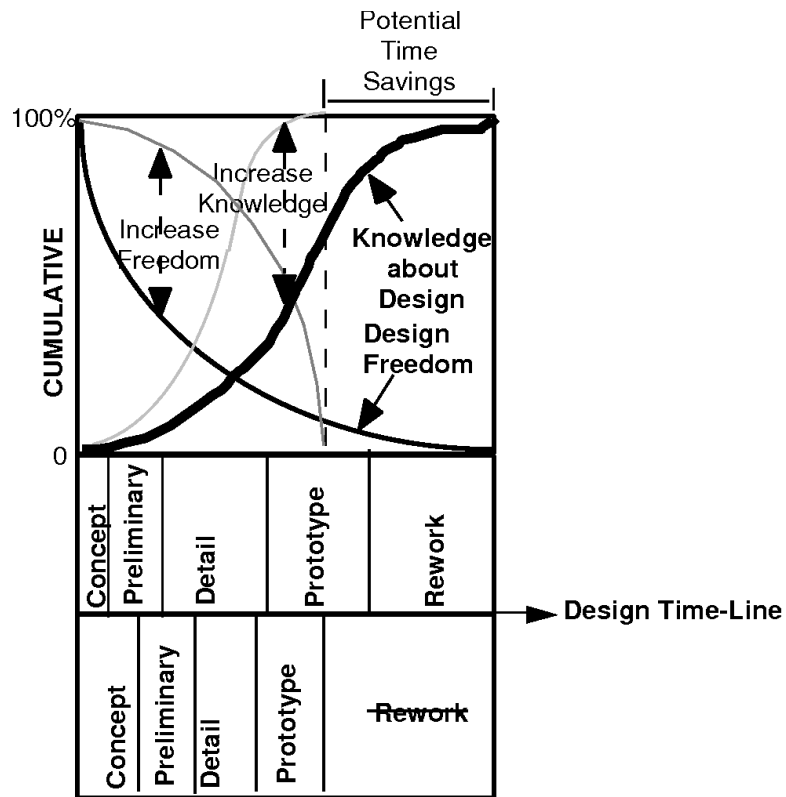 Potential
Time
Savings
100%
Increase
Knowledge
Increase
Freedom
Knowledge
about
Design
Design
Freedom
CUMULATIVE
0
Concept
Preliminary
Detail
Prototype
Rework
Design Time-Line
Concept
Preliminary
Detail
Prototype
Rework